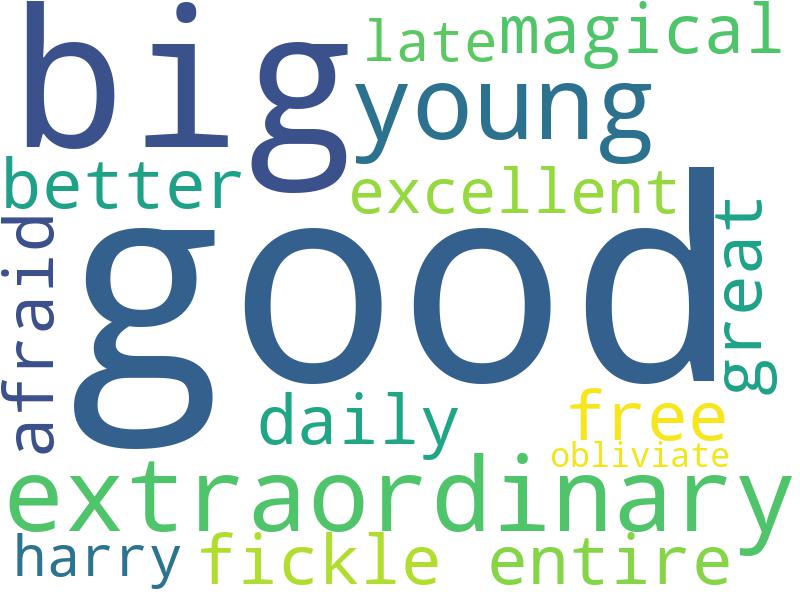 big
late
magical
young
better
excellent
afraid
good
great
daily
free
obliviate
extraordinary
harry
fickle
entire